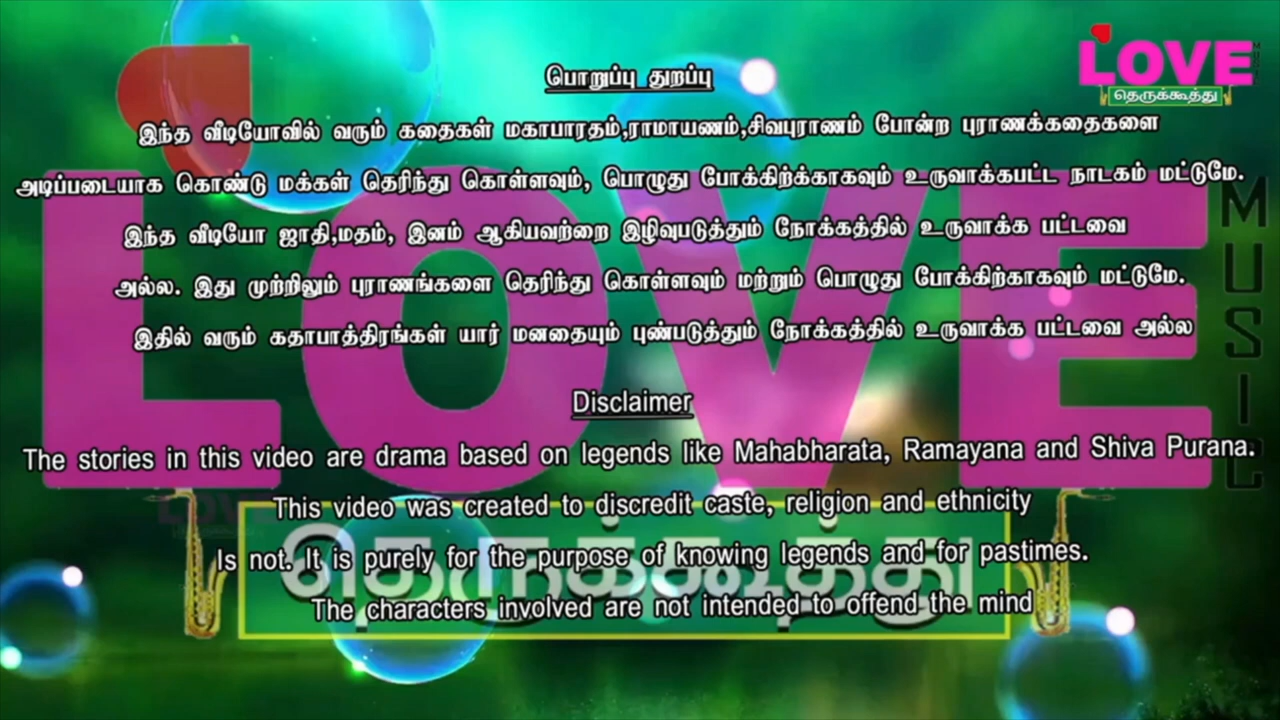 LOVE
MUSIC
தெருக்கூத்து
பொறுப்பு துறப்பு
இந்த வீடியோவில் வரும் கதைகள் மகாபாரதம்,ராமாயணம்,சிவபுராணம் போன்ற புராணக்கதைகளை
அடிப்படையாக கொண்டு மக்கள் தெரிந்து கொள்ளவும், பொழுது போக்கிற்க்காகவும் உருவாக்கபட்ட நாடகம் மட்டுமே.
இந்த வீடியோ ஜாதி,மதம், இனம் ஆகியவற்றை இழிவுபடுத்தும் நோக்கத்தில் உருவாக்க பட்டவை
அல்ல. இது முற்றிலும் புராணங்களை தெரிந்து கொள்ளவும் மற்றும் பொழுது போக்கிற்காகவும் மட்டுமே.
இதில் வரும் கதாபாத்திரங்கள் யார் மனதையும் புண்படுத்தும் நோக்கத்தில் உருவாக்க பட்டவை அல்ல
Disclaimer
The stories in this video are drama based on legends like Mahabharata, Ramayana and Shiva Purana.
This video was created to discredit caste, religion and ethnicity
Is not. It is purely for the purpose of knowing legends and for pastimes.
The characters involved are not intended to offend the mind
LOVE
MUSIC
தெருக்கூத்து